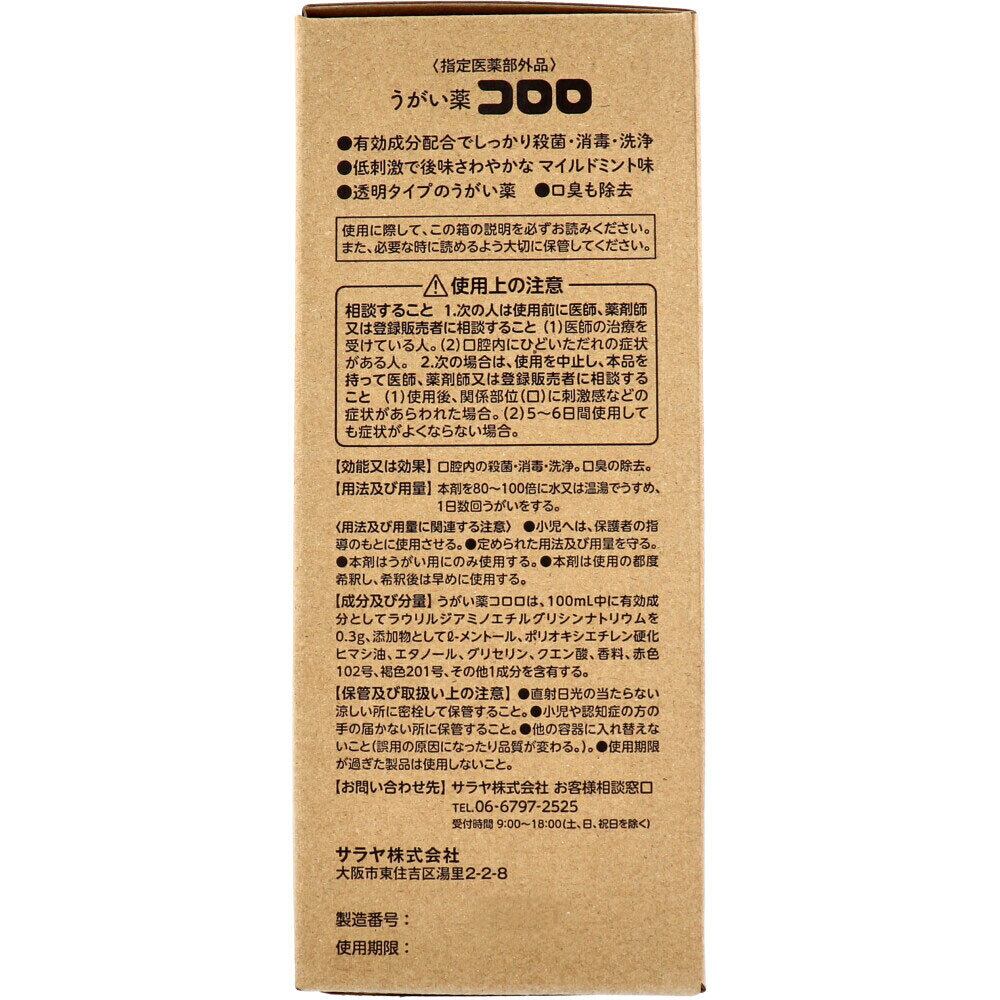 〈指定医薬部外品〉
うがい薬 コロロ
●有効成分配合でしっかり殺菌・消毒・洗浄
●低刺激で後味さわやかな マイルドミント味
●透明タイプのうがい薬 ●口臭も除去
使用に際して、この箱の説明を必ずお読みください。
また、必要な時に読めるよう大切に保管してください。
⚠使用上の注意
相談すること 1.次の人は使用前に医師、薬剤師
又は登録販売者に相談すること (1)医師の治療を
受けている人。(2)口腔内にひどいただれの症状
がある人。 2.次の場合は、使用を中止し、本品を
持って医師、薬剤師又は登録販売者に相談する
こと (1)使用後、関係部位(口)に刺激感などの
症状があらわれた場合。(2)5〜6日間使用して
も症状がよくならない場合。
【効能又は効果】口腔内の殺菌・消毒・洗浄。口臭の除去。
【用法及び用量】本剤を80〜100倍に水又は温湯でうすめ、
1日数回うがいをする。
〈用法及び用量に関連する注意〉 ●小児へは、保護者の指
導のもとに使用させる。●定められた用法及び用量を守る。
●本剤はうがい用にのみ使用する。●本剤は使用の都度
希釈し、希釈後は早めに使用する。
【成分及び分量】うがい薬コロロは、100mL中に有効成
分としてラウリルジアミノエチルグリシンナトリウムを
0.3g、添加物としてℓ-メントール、ポリオキシエチレン硬化
ヒマシ油、エタノール、グリセリン、クエン酸、香料、赤色
102号、褐色201号、その他1成分を含有する。
【保管及び取扱い上の注意】●直射日光の当たらない
涼しい所に密栓して保管すること。●小児や認知症の方の
手の届かない所に保管すること。●他の容器に入れ替えな
いこと(誤用の原因になったり品質が変わる。)。●使用期限
が過ぎた製品は使用しないこと。
【お問い合わせ先】サラヤ株式会社 お客様相談窓口
TEL.06-6797-2525
受付時間 9:00〜18:00(土、日、祝日を除く)
サラヤ株式会社
大阪市東住吉区湯里2-2-8
製造番号：
使用期限：